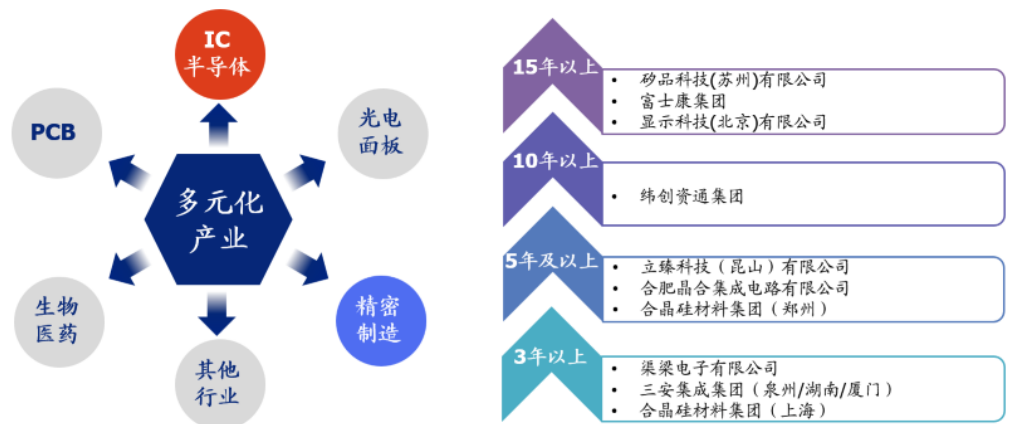 IC
半导体
PCB
光电
面板
多元化
产业
生物
医药
精密
制造
其他
行业
15年以上
• 矽品科技(苏州)有限公司
• 富士康集团
• 显示科技(北京)有限公司
10年以上
• 纬创资通集团
5年及以上
• 立臻科技（昆山）有限公司
• 合肥晶合集成电路有限公司
• 合晶硅材料集团（郑州）
3年以上
• 渠梁电子有限公司
• 三安集成集团（泉州/湖南/厦门）
• 合晶硅材料集团（上海）